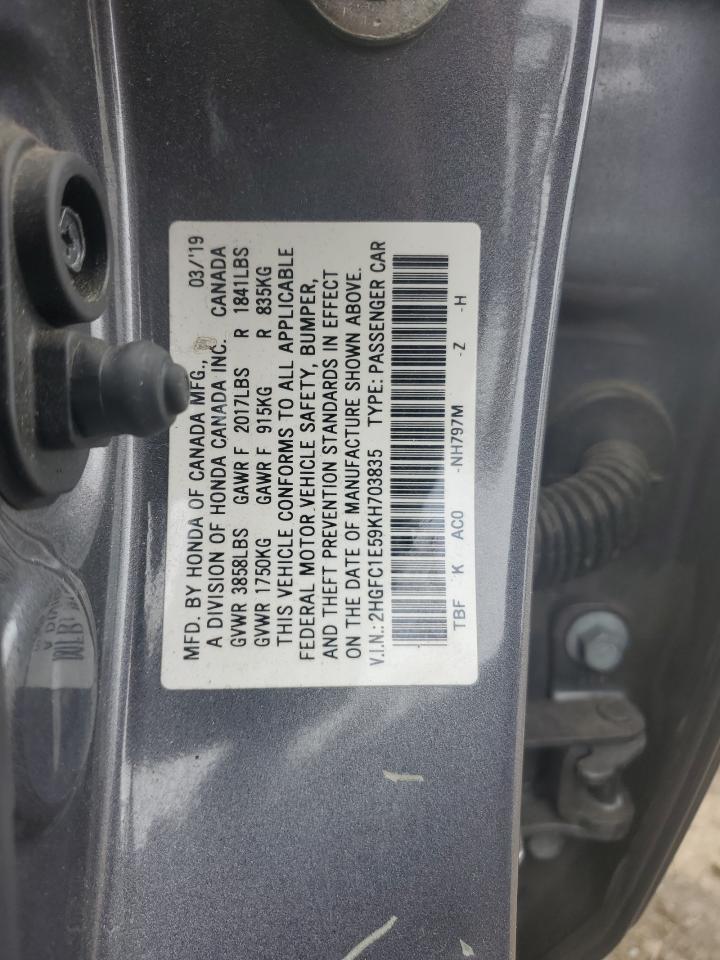 MFD. BY HONDA OF CANADA MFG., 03/'19
A DIVISION OF HONDA CANADA INC. CANADA
GVWR 3858LBS GAWR F 2017LBS R 1841LBS
GVWR 1750KG GAWR F 915KG R 835KG
THIS VEHICLE CONFORMS TO ALL APPLICABLE
FEDERAL MOTOR VEHICLE SAFETY, BUMPER,
AND THEFT PREVENTION STANDARDS IN EFFECT
ON THE DATE OF MANUFACTURE SHOWN ABOVE.
V.I.N.: 2HGFC1E59KH703835 TYPE: PASSENGER CAR
TBF K AC0 -NH797M -Z -H